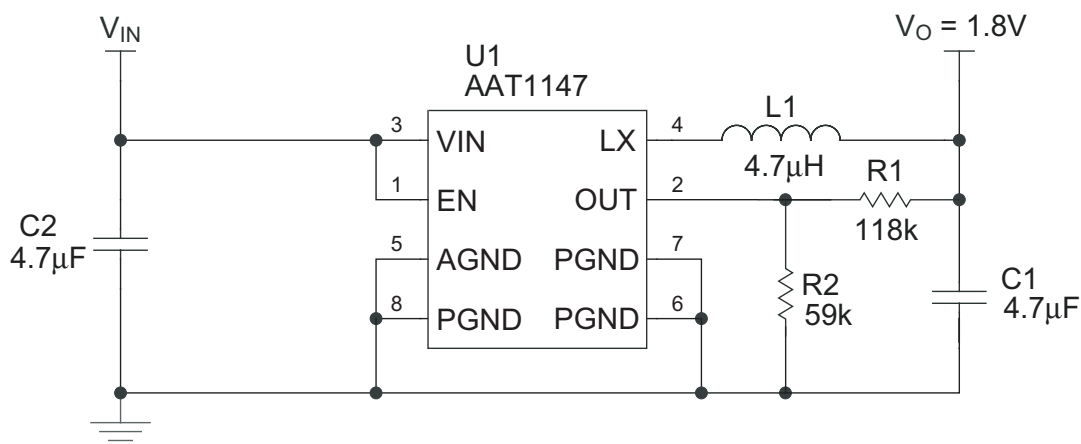 V_IN
V_O = 1.8V
U1
AAT1147
L1
3 VIN LX 4
4.7μH
R1
1 EN OUT 2
118k
C2
4.7μF
5 AGND PGND 7
R2
59k
C1
4.7μF
8 PGND PGND 6